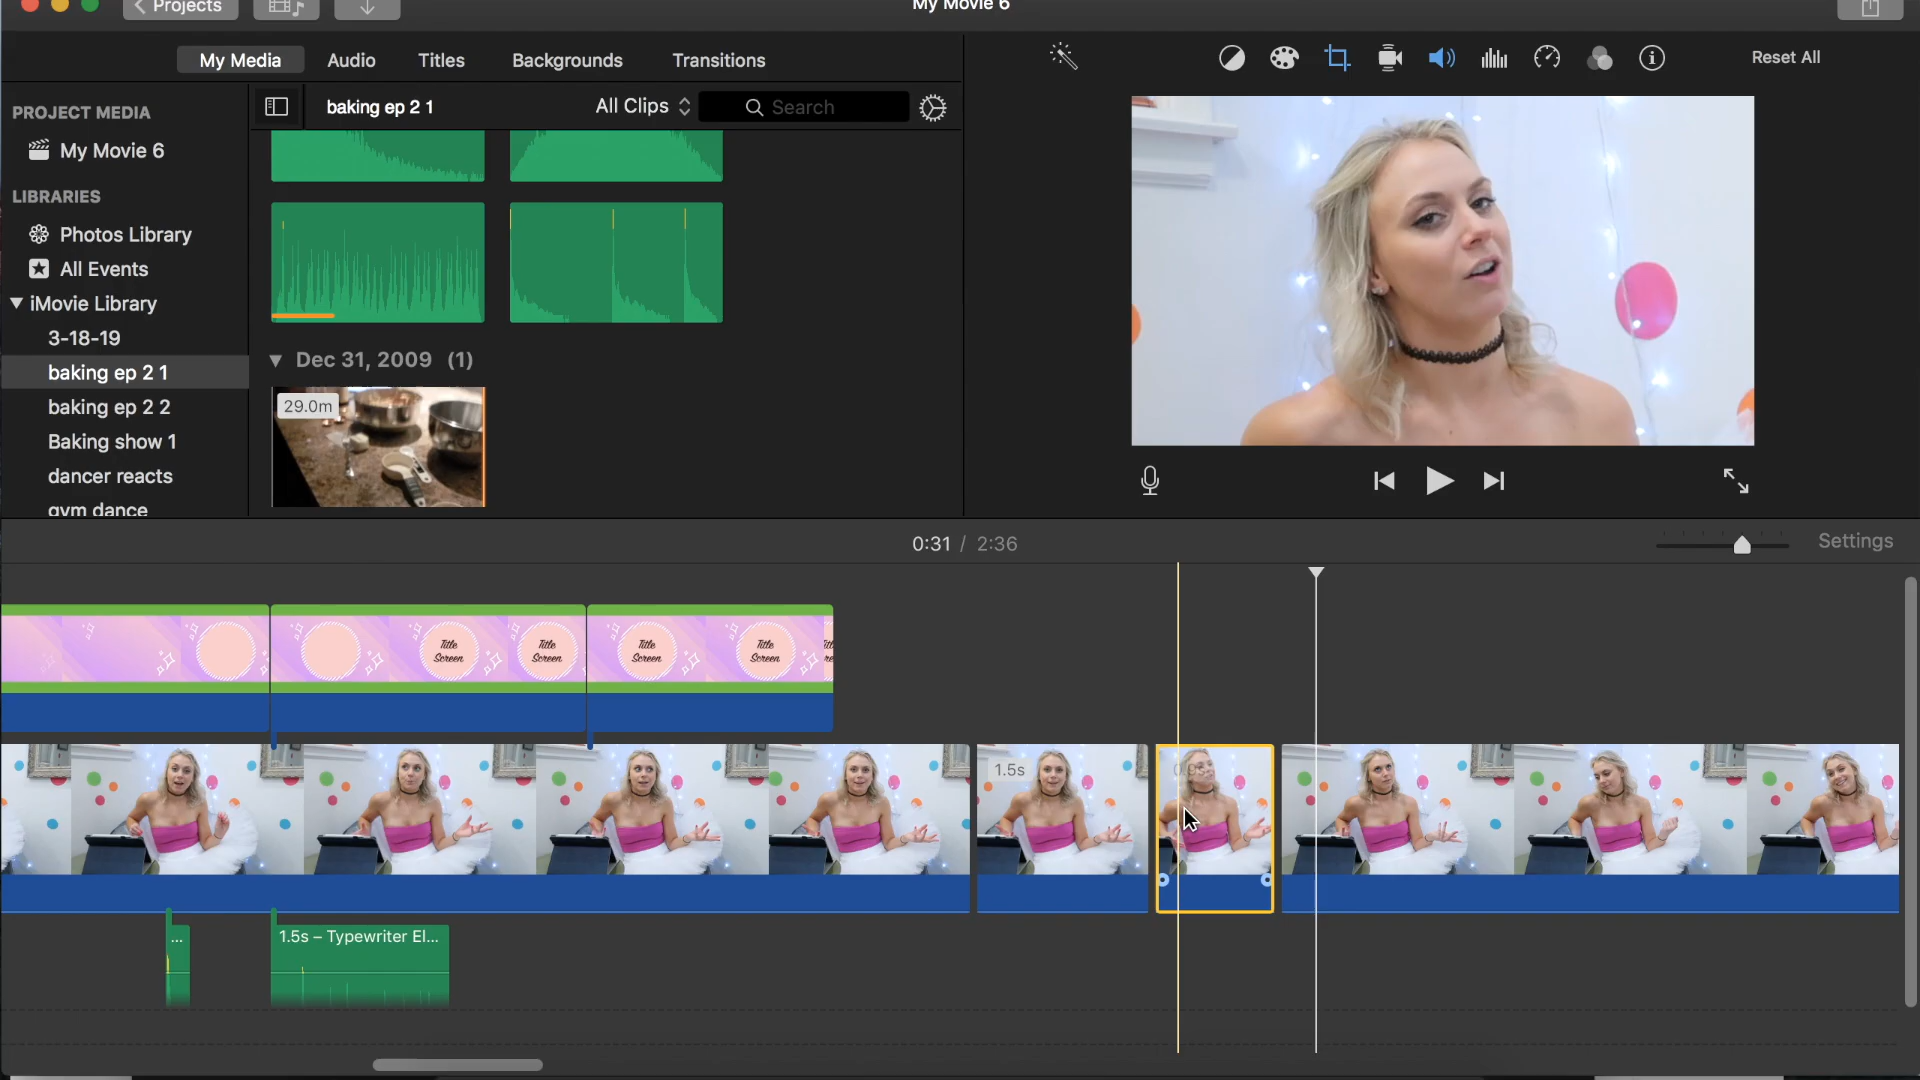 Projects
My Movie 6
My Media
Audio
Titles
Backgrounds
Transitions
Reset All
PROJECT MEDIA
My Movie 6
LIBRARIES
Photos Library
All Events
iMovie Library
3-18-19
baking ep 2 1
baking ep 2 2
Baking show 1
dancer reacts
gym dance
baking ep 2 1
All Clips
Search
Dec 31, 2009 (1)
29.0m
0:31 / 2:36
Settings
Title
Screen
Title
Screen
Title
Screen
Title
Screen
1.5s
...
1.5s – Typewriter El...